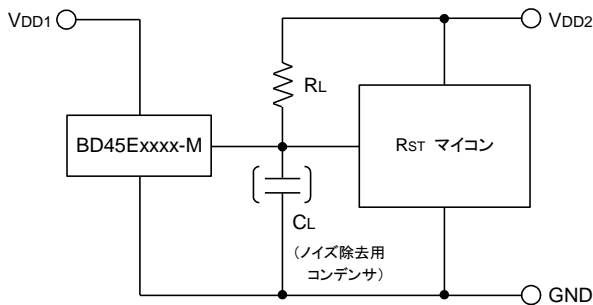 VDD1
VDD2
RL
BD45Exxxx-M
RST マイコン
CL
(ノイズ除去用
コンデンサ)
GND